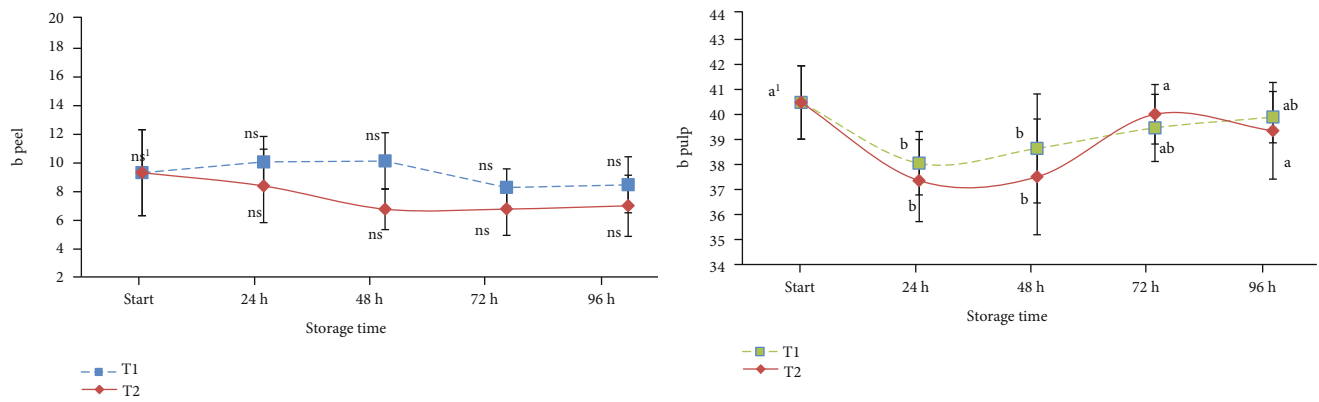 20
18
16
14
12
10
8
6
4
2
b peel
ns¹
ns
ns
ns
ns
ns
ns
ns
ns
Start
24 h
48 h
72 h
96 h
Storage time
T1
T2
44
43
42
41
40
39
38
37
36
35
34
b pulp
a¹
b
b
a
ab
b
b
ab
a
Start
24 h
48 h
72 h
96 h
Storage time
T1
T2